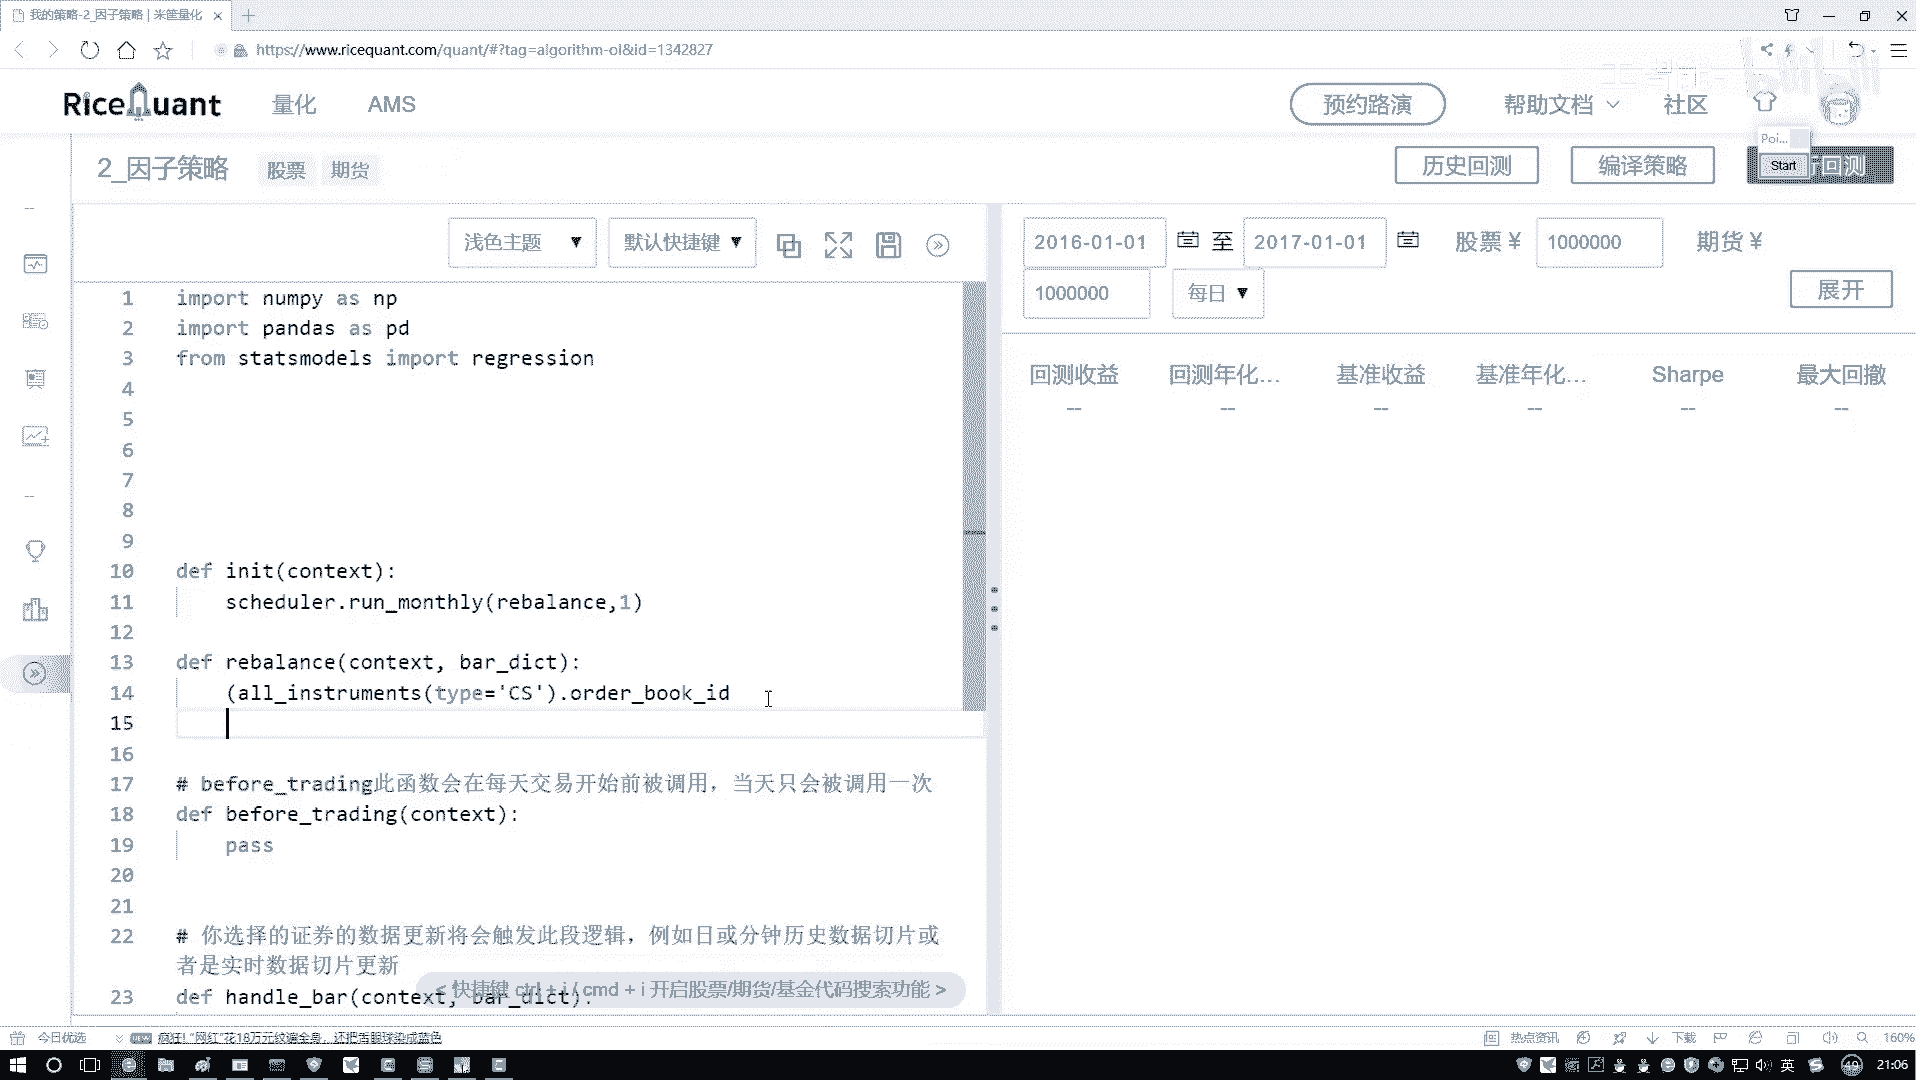 我的策略-2_因子策略 | 米筐量化
https://www.ricequant.com/quant/#?tag=algorithm-ol&id=1342827
RiceQuant 量化 AMS 预约路演 帮助文档 社区
Poi...
2_因子策略 股票 期货 历史回测 编译策略 Start 回测
浅色主题 ▼ 默认快捷键 ▼
2016-01-01 至 2017-01-01 股票 ¥ 1000000 期货 ¥
1000000 每日 ▼ 展开
回测收益 回测年化... 基准收益 基准年化... Sharpe 最大回撤
-- -- -- -- -- --
1 import numpy as np
2 import pandas as pd
3 from statsmodels import regression
4
5
6
7
8
9
10 def init(context):
11 scheduler.run_monthly(rebalance,1)
12
13 def rebalance(context, bar_dict):
14 (all_instruments(type='CS').order_book_id
15
16
17 # before_trading此函数会在每天交易开始前被调用，当天只会被调用一次
18 def before_trading(context):
19 pass
20
21
22 # 你选择的证券的数据更新将会触发此段逻辑，例如日或分钟历史数据切片或
者是实时数据切片更新
23 def handle_bar(context, bar_dict):
< 快捷键 ctrl + i / cmd + i 开启股票/期货/基金代码搜索功能 >
今日优选 疯狂! "网红"花18万元纹遍全身，还把眼球染成蓝色 热点资讯 下载 160%
英 49 21:06